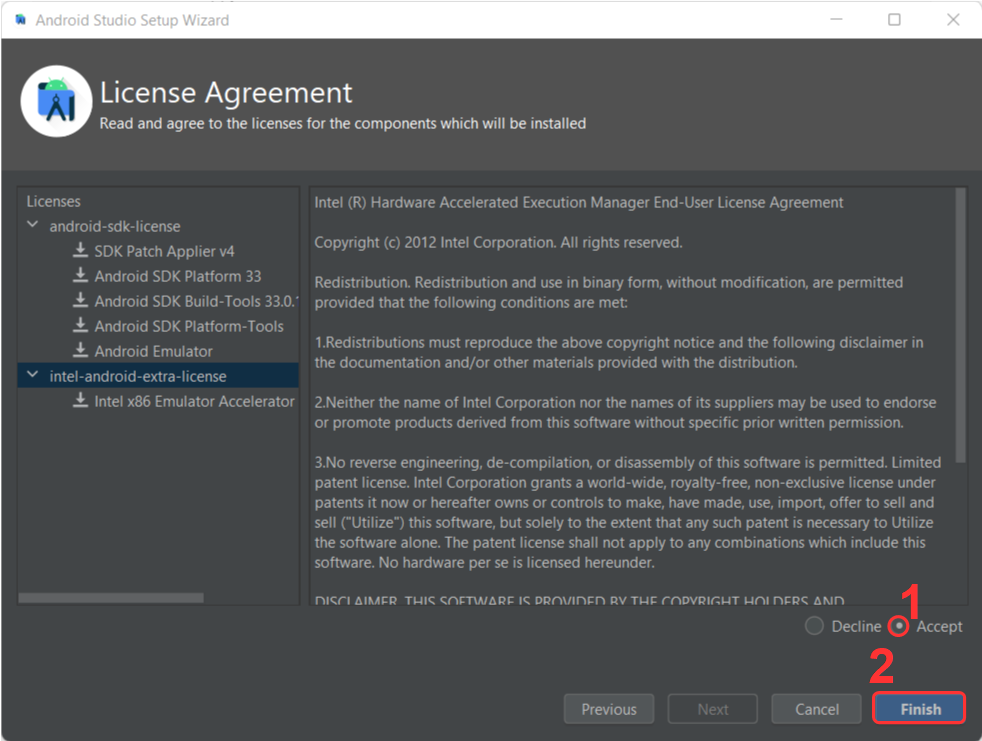 Android Studio Setup Wizard
License Agreement
Read and agree to the licenses for the components which will be installed
Licenses
android-sdk-license
SDK Patch Applier v4
Android SDK Platform 33
Android SDK Build-Tools 33.0.
Android SDK Platform-Tools
Android Emulator
intel-android-extra-license
Intel x86 Emulator Accelerator
Intel (R) Hardware Accelerated Execution Manager End-User License Agreement
Copyright (c) 2012 Intel Corporation. All rights reserved.
Redistribution. Redistribution and use in binary form, without modification, are permitted
provided that the following conditions are met:
1.Redistributions must reproduce the above copyright notice and the following disclaimer in
the documentation and/or other materials provided with the distribution.
2.Neither the name of Intel Corporation nor the names of its suppliers may be used to endorse
or promote products derived from this software without specific prior written permission.
3.No reverse engineering, de-compilation, or disassembly of this software is permitted. Limited
patent license. Intel Corporation grants a world-wide, royalty-free, non-exclusive license under
patents it now or hereafter owns or controls to make, have made, use, import, offer to sell and
sell ("Utilize") this software, but solely to the extent that any such patent is necessary to Utilize
the software alone. The patent license shall not apply to any combinations which include this
software. No hardware per se is licensed hereunder.
DISCLAIMER. THIS SOFTWARE IS PROVIDED BY THE COPYRIGHT HOLDERS AND
1
Decline Accept
2
Previous Next Cancel Finish